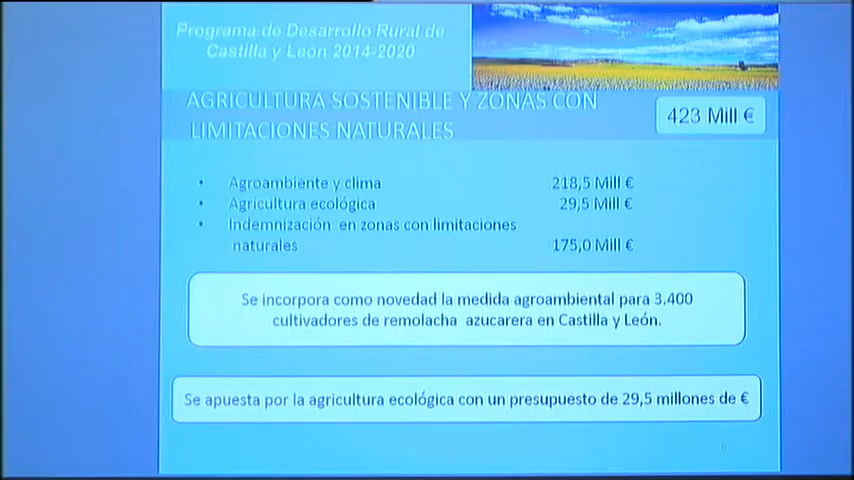 Programa de Desarrollo Rural de
Castilla y León 2014-2020
AGRICULTURA SOSTENIBLE Y ZONAS CON
LIMITACIONES NATURALES
423 Mill €
• Agroambiente y clima 218,5 Mill €
• Agricultura ecológica 29,5 Mill €
• Indemnización en zonas con limitaciones
naturales 175,0 Mill €
Se incorpora como novedad la medida agroambiental para 3.400
cultivadores de remolacha azucarera en Castilla y León.
Se apuesta por la agricultura ecológica con un presupuesto de 29,5 millones de €
6